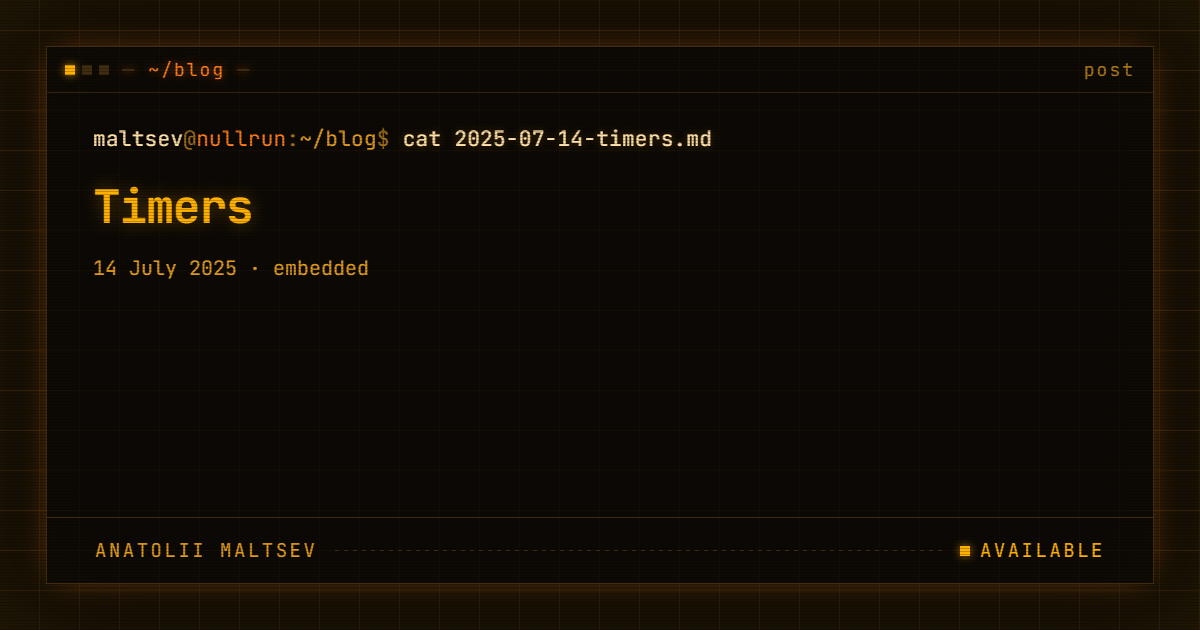 — ~/blog —
post
maltsev@nullrun:~/blog$ cat 2025-07-14-timers.md
Timers
14 July 2025 · embedded
ANATOLII MALTSEV
AVAILABLE